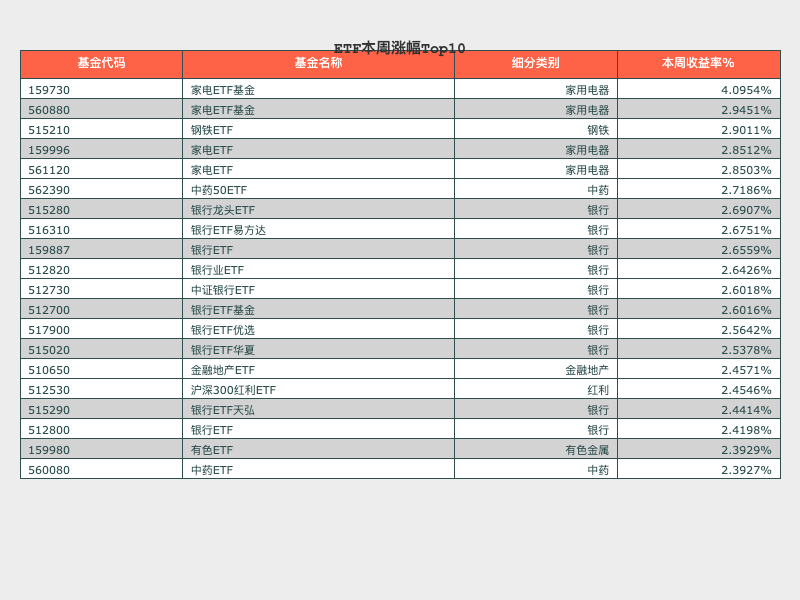 ETF本周涨幅Top10
基金代码 基金名称 细分类别 本周收益率%
159730 家电ETF基金 家用电器 4.0954%
560880 家电ETF基金 家用电器 2.9451%
515210 钢铁ETF 钢铁 2.9011%
159996 家电ETF 家用电器 2.8512%
561120 家电ETF 家用电器 2.8503%
562390 中药50ETF 中药 2.7186%
515280 银行龙头ETF 银行 2.6907%
516310 银行ETF易方达 银行 2.6751%
159887 银行ETF 银行 2.6559%
512820 银行业ETF 银行 2.6426%
512730 中证银行ETF 银行 2.6018%
512700 银行ETF基金 银行 2.6016%
517900 银行ETF优选 银行 2.5642%
515020 银行ETF华夏 银行 2.5378%
510650 金融地产ETF 金融地产 2.4571%
512530 沪深300红利ETF 红利 2.4546%
515290 银行ETF天弘 银行 2.4414%
512800 银行ETF 银行 2.4198%
159980 有色ETF 有色金属 2.3929%
560080 中药ETF 中药 2.3927%